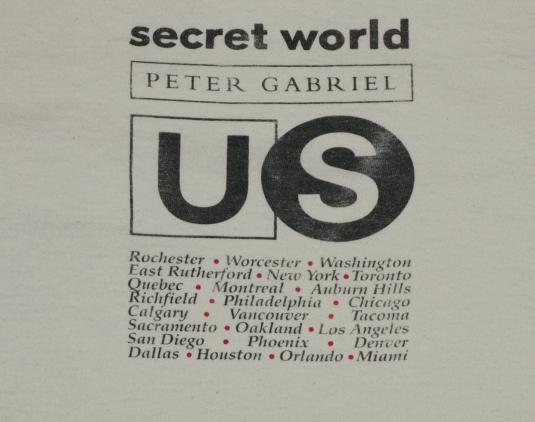 secret world
PETER GABRIEL
US
Rochester • Worcester • Washington
East Rutherford • New York • Toronto
Quebec • Montreal • Auburn Hills
Richfield • Philadelphia • Chicago
Calgary • Vancouver • Tacoma
Sacramento • Oakland • Los Angeles
San Diego • Phoenix • Denver
Dallas • Houston • Orlando • Miami